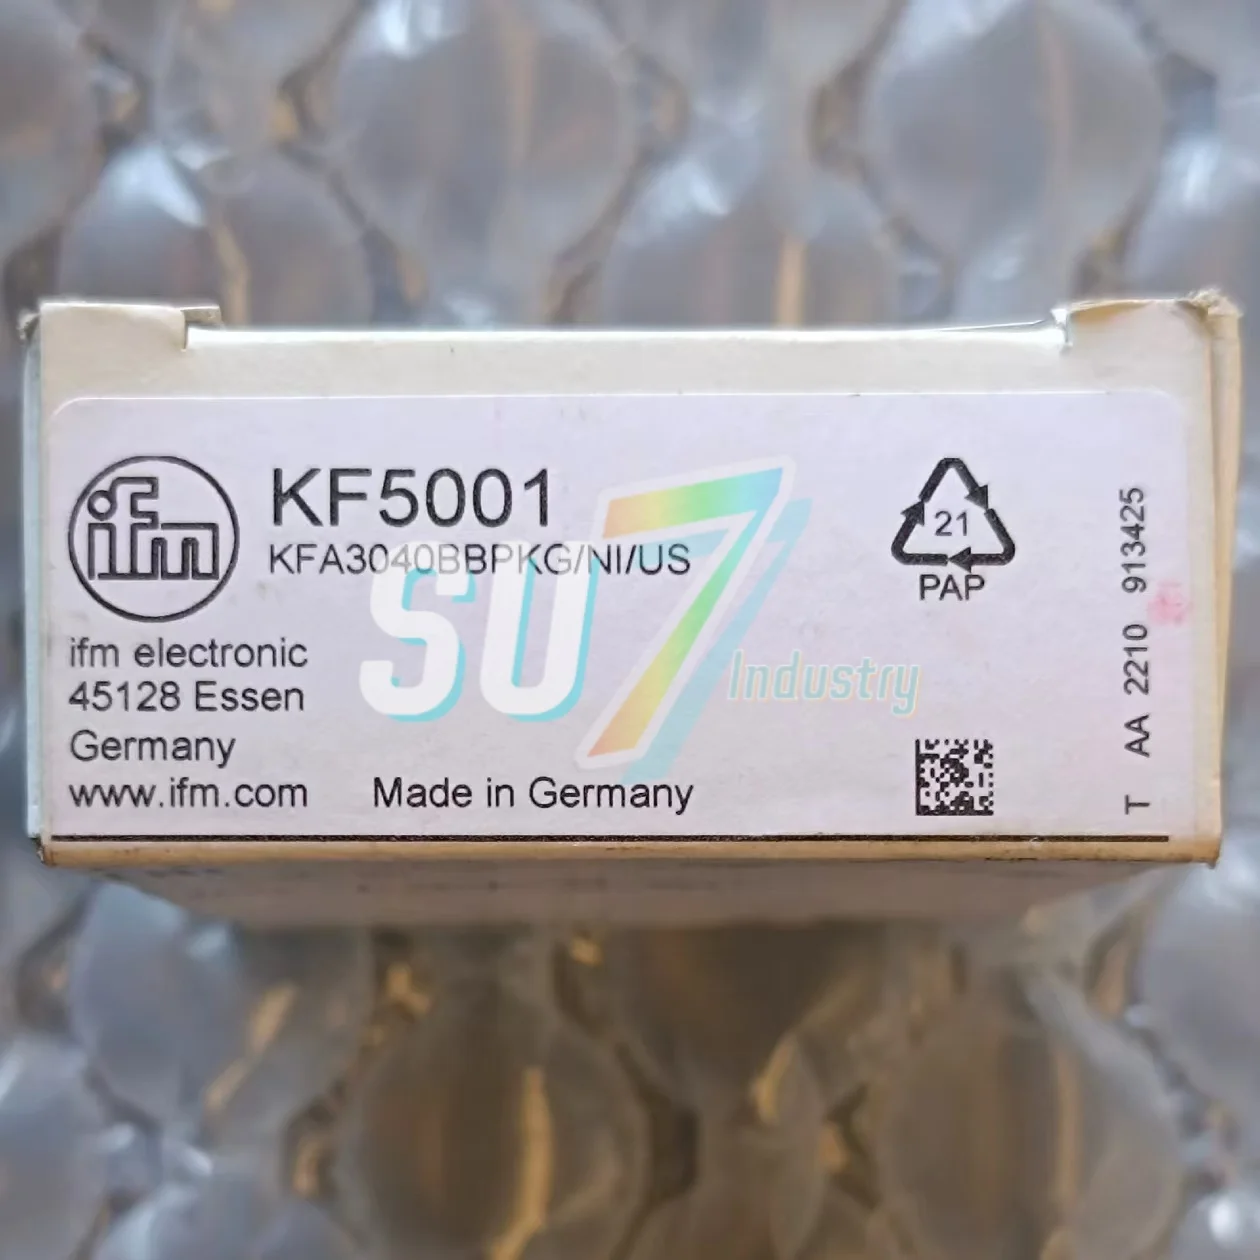 ifm
KF5001
KFA3040BBPKG/NI/US
ifm electronic
45128 Essen
Germany
www.ifm.com
Made in Germany
21
PAP
T AA 2210 913425
SU7 Industry